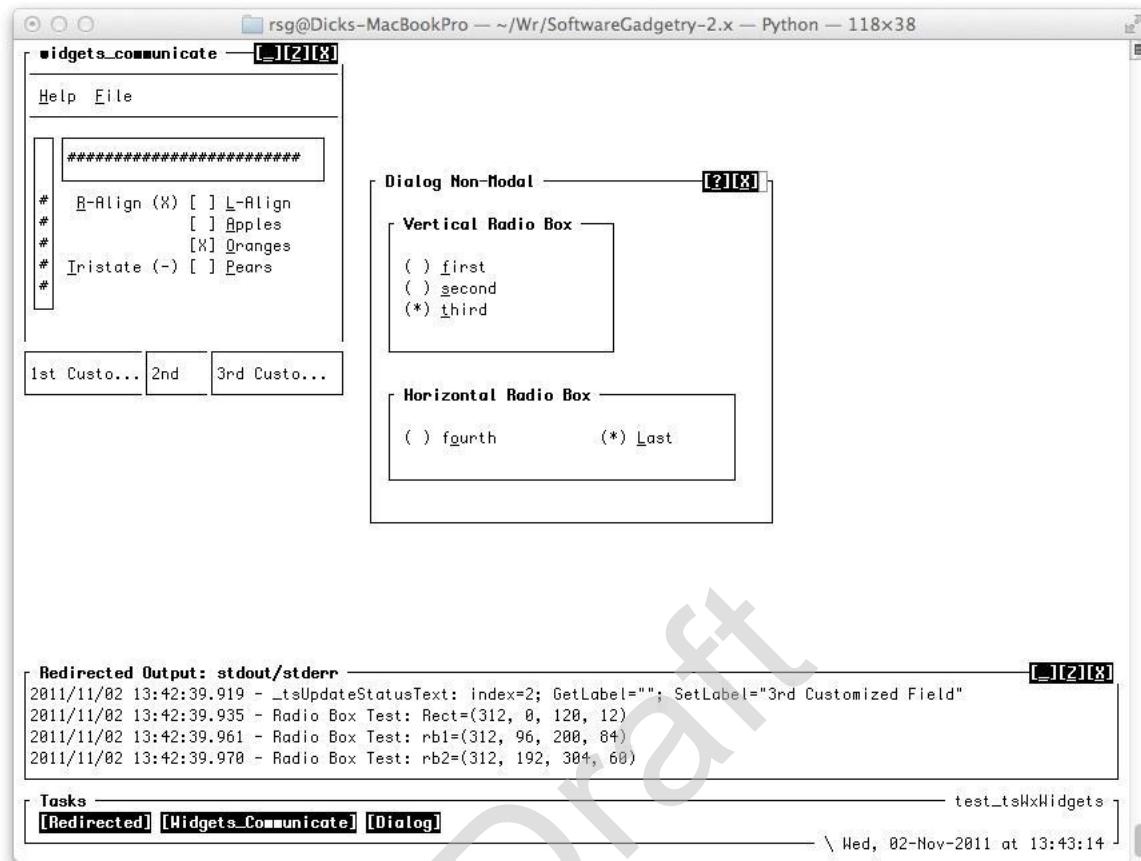 rsg@Dicks-MacBookPro — ~/Wr/SoftwareGadgetry-2.x — Python — 118×38
widgets_communicate [_][Z][X]
Help File
#########################
# R-Align (X) [ ] L-Align
# [ ] Apples
# [X] Oranges
# Tristate (-) [ ] Pears
#
1st Custo... 2nd 3rd Custo...
Dialog Non-Modal [?][X]
Vertical Radio Box
( ) first
( ) second
(*) third
Horizontal Radio Box
( ) fourth (*) Last
Redirected Output: stdout/stderr [_][Z][X]
2011/11/02 13:42:39.919 - _tsUpdateStatusText: index=2; GetLabel=""; SetLabel="3rd Customized Field"
2011/11/02 13:42:39.935 - Radio Box Test: Rect=(312, 0, 120, 12)
2011/11/02 13:42:39.961 - Radio Box Test: rb1=(312, 96, 200, 84)
2011/11/02 13:42:39.970 - Radio Box Test: rb2=(312, 192, 304, 60)
Tasks test_tsWxWidgets
[Redirected] [Widgets_Communicate] [Dialog]
\ Wed, 02-Nov-2011 at 13:43:14
Draft